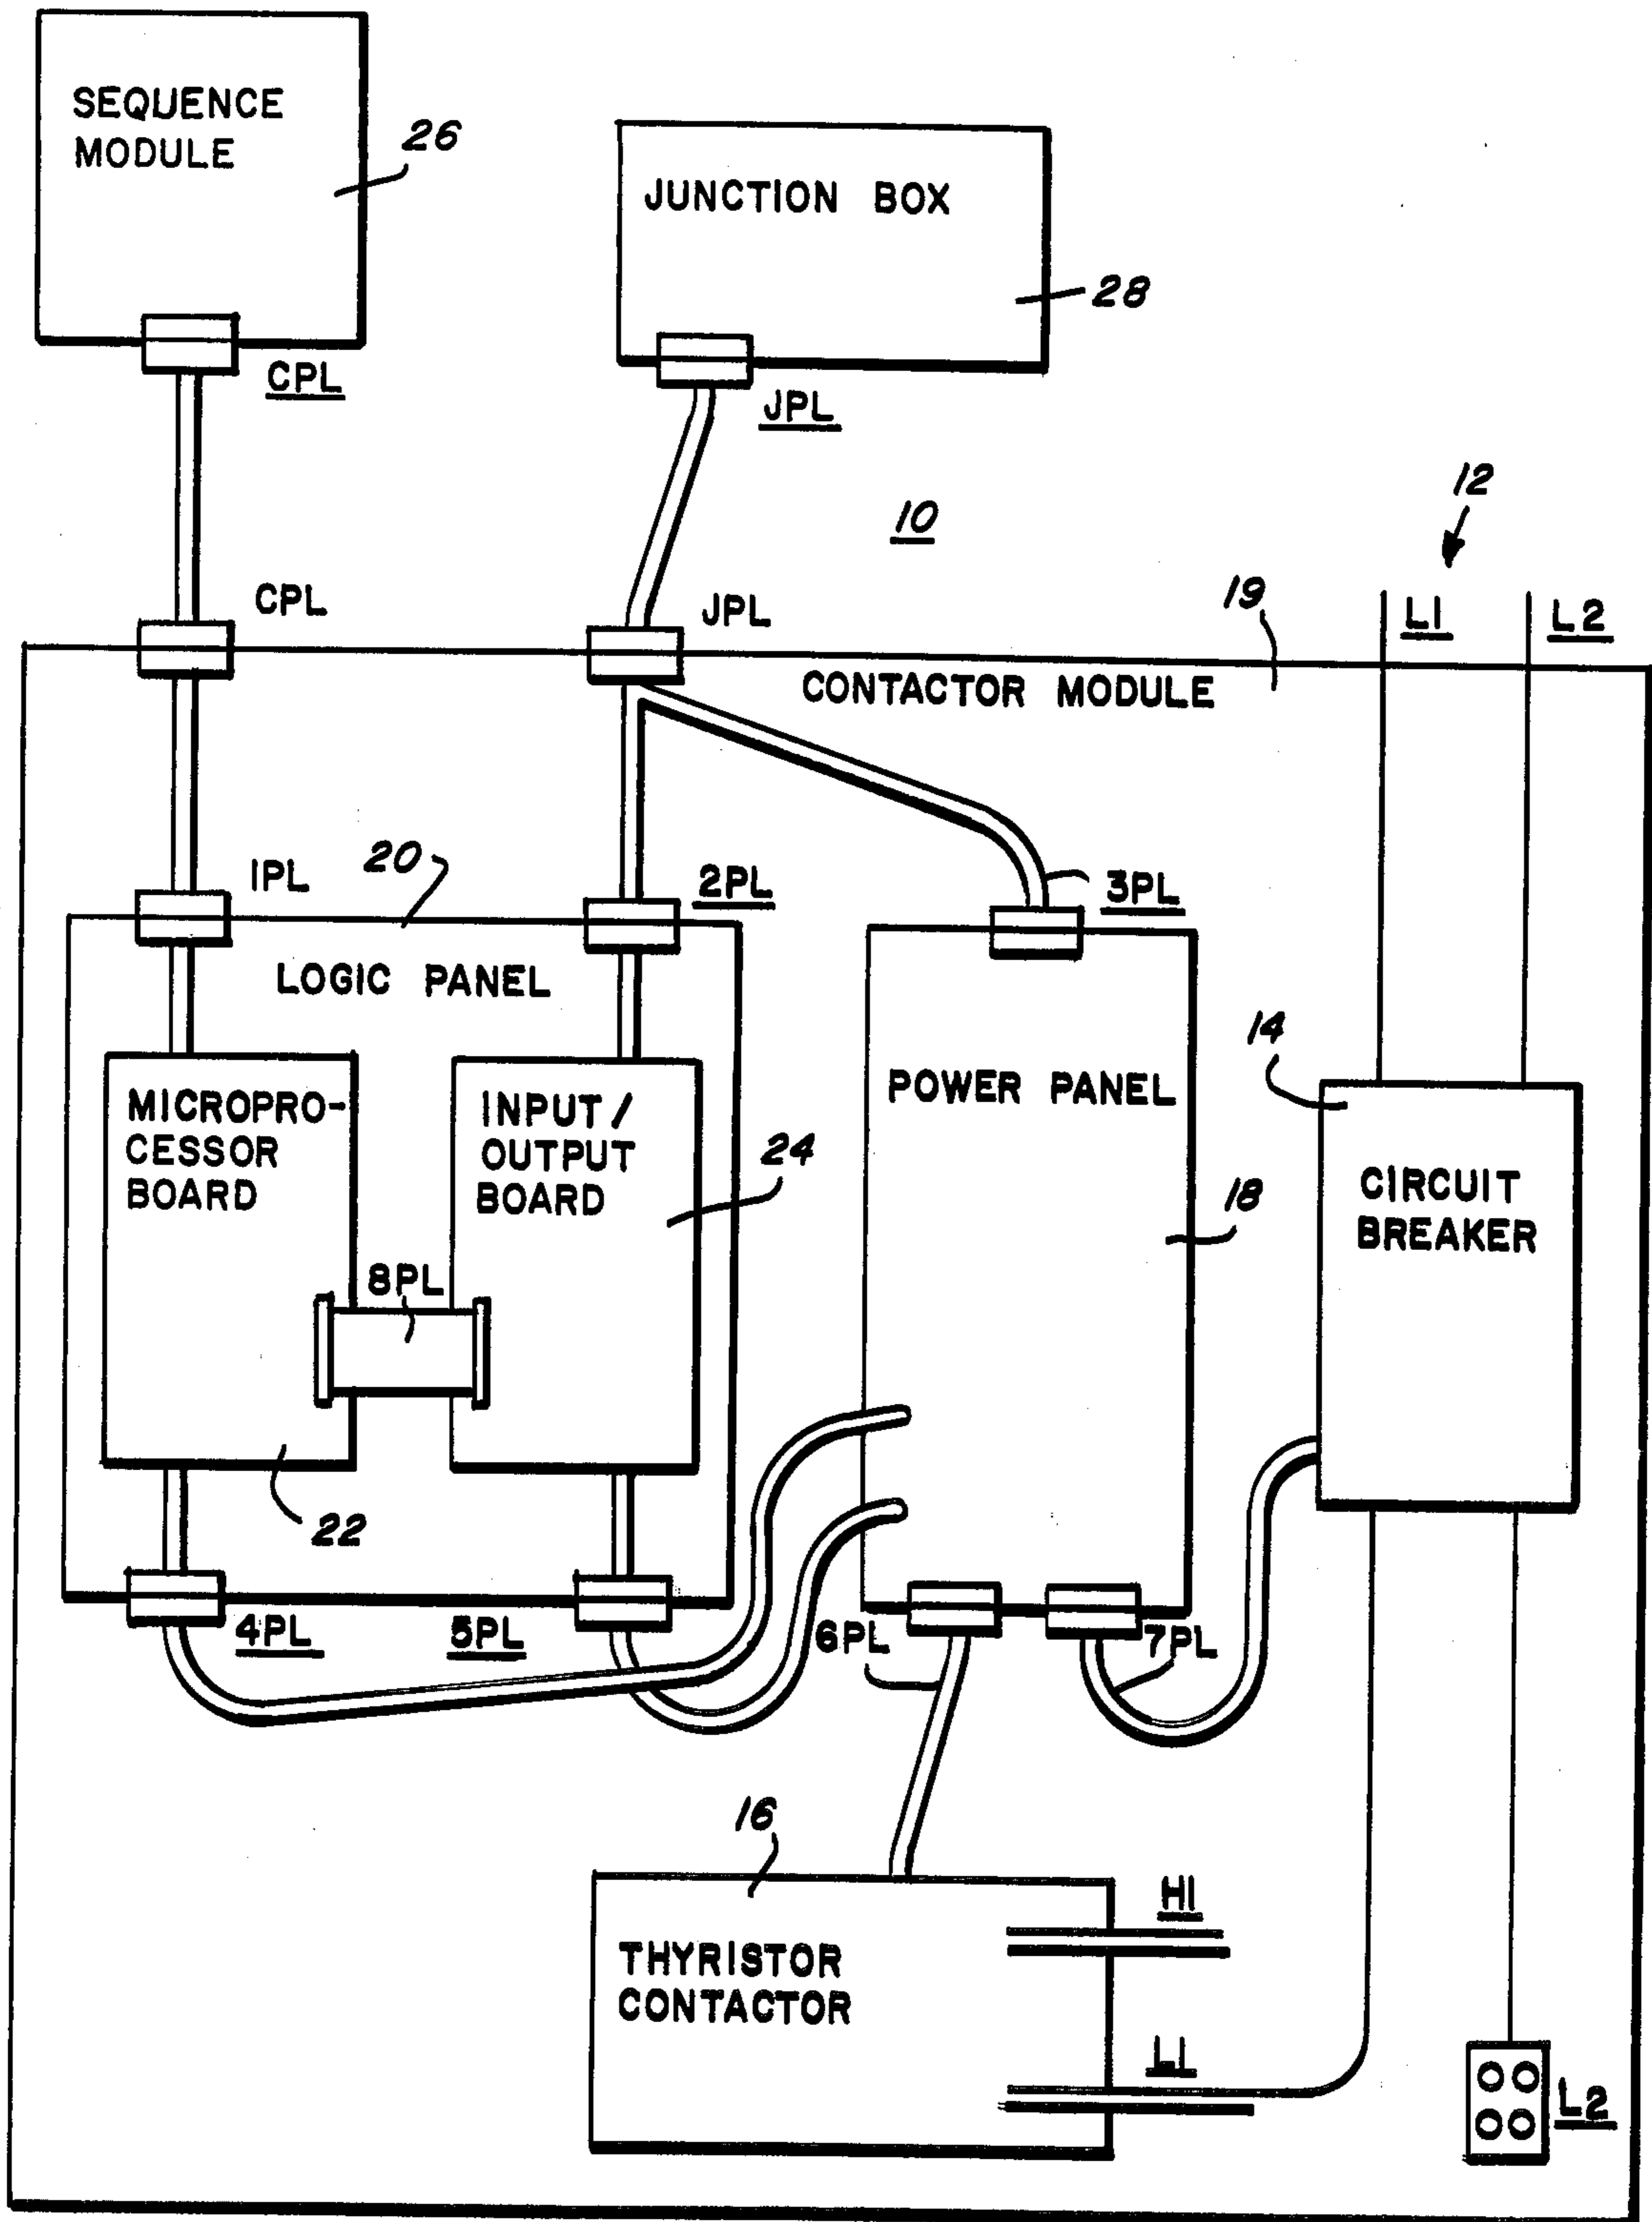 SEQUENCE
MODULE
26
JUNCTION BOX
28
CPL
JPL
10
12
CPL
JPL
19
L1
L2
CONTACTOR MODULE
1PL
20
2PL
3PL
LOGIC PANEL
14
MICROPRO-
CESSOR
BOARD
INPUT/
OUTPUT
BOARD
24
POWER PANEL
18
CIRCUIT
BREAKER
8PL
22
4PL
5PL
6PL
7PL
16
THYRISTOR
CONTACTOR
H1
L1
L2